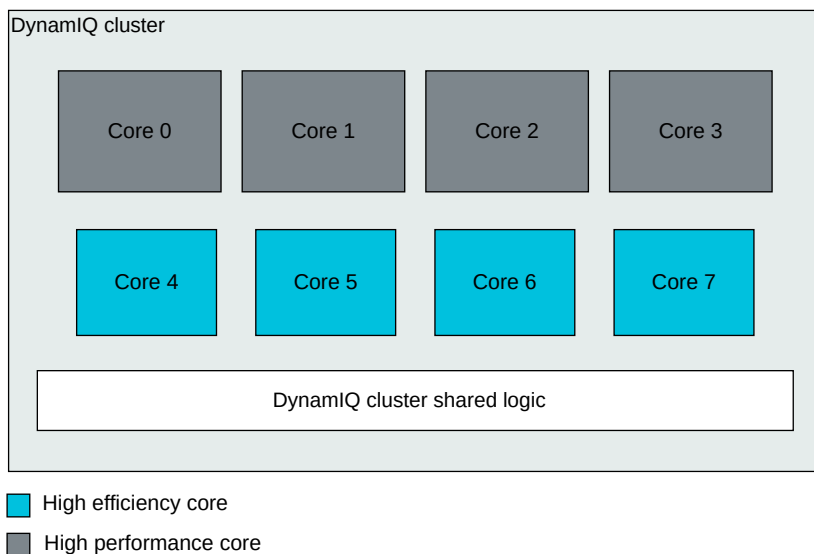 DynamIQ cluster
Core 0
Core 1
Core 2
Core 3
Core 4
Core 5
Core 6
Core 7
DynamIQ cluster shared logic
High efficiency core
High performance core